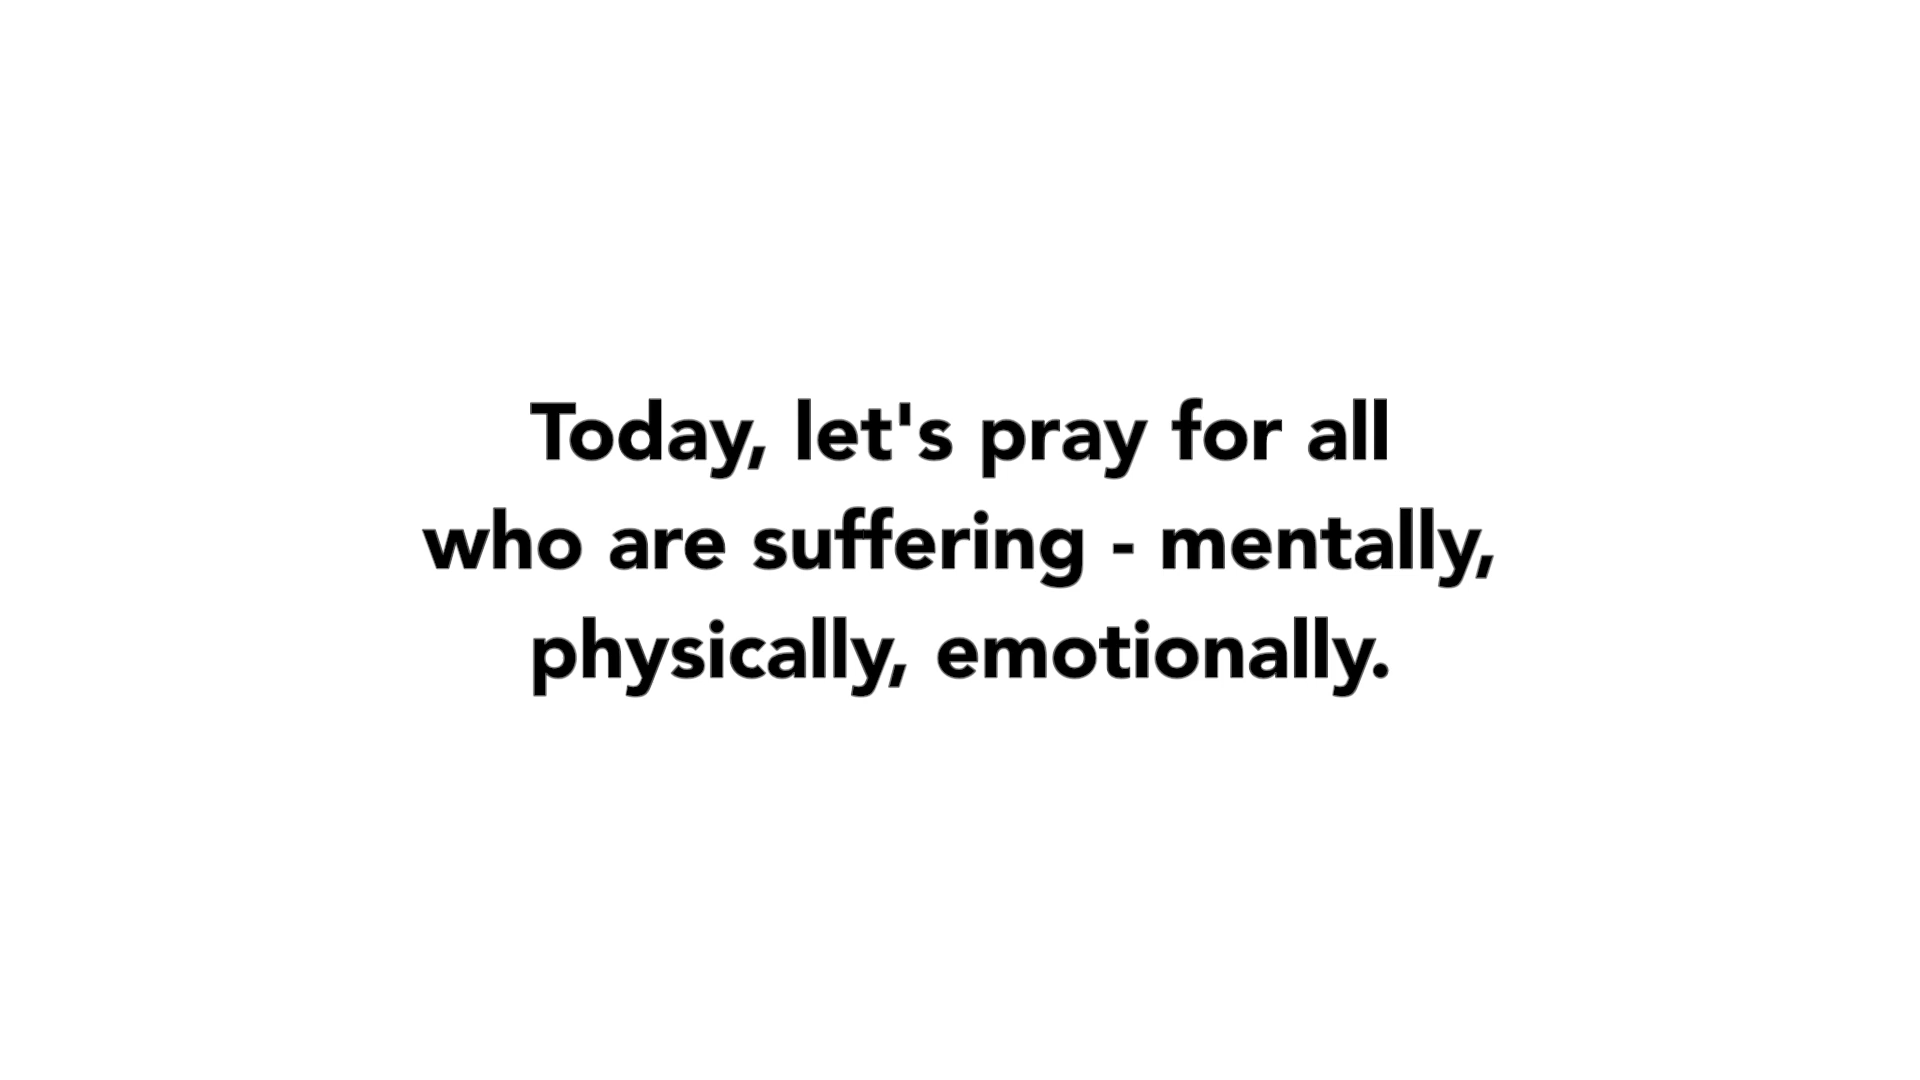 Today, let's pray for all
who are suffering - mentally,
physically, emotionally.